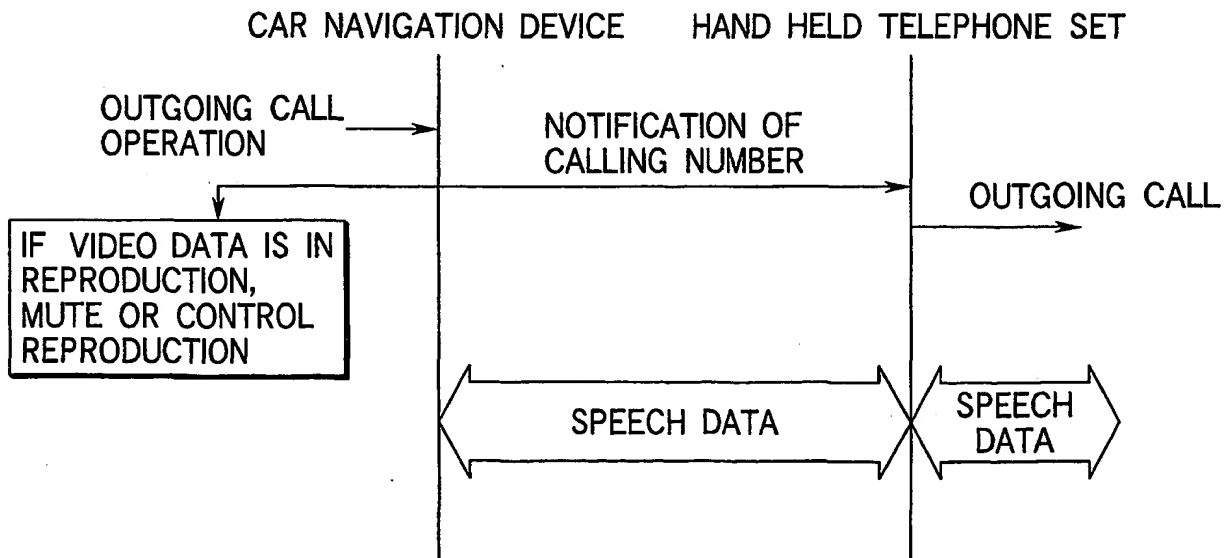 CAR NAVIGATION DEVICE
HAND HELD TELEPHONE SET
OUTGOING CALL
OPERATION
NOTIFICATION OF
CALLING NUMBER
OUTGOING CALL
IF VIDEO DATA IS IN
REPRODUCTION,
MUTE OR CONTROL
REPRODUCTION
SPEECH DATA
SPEECH
DATA